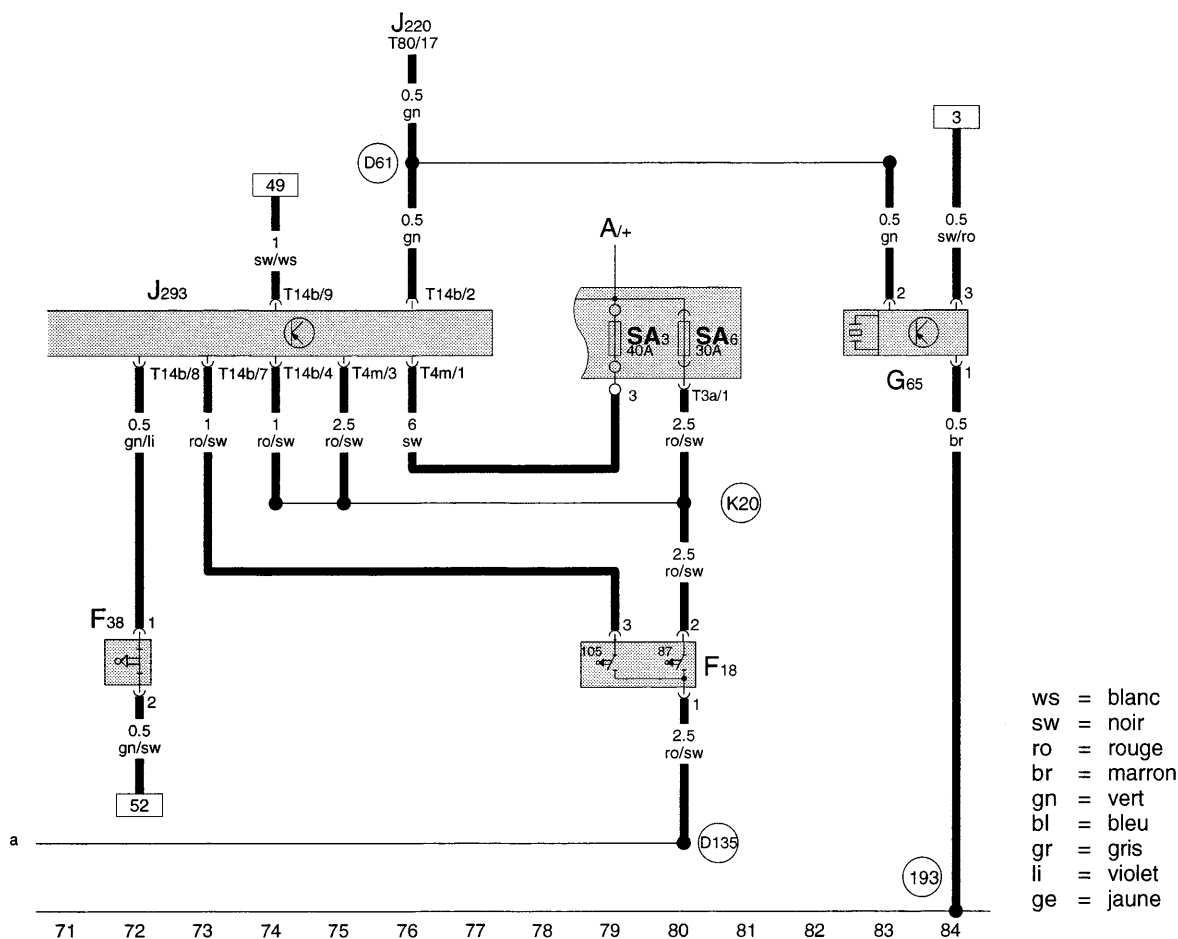 J220
T80/17
0.5
gn
3
D61
49
0.5
gn
0.5
gn
0.5
sw/ro
1
sw/ws
A/+
J293
T14b/9
T14b/2
2
3
SA3
40A
SA6
30A
T14b/8
T14b/7
T14b/4
T4m/3
T4m/1
3
T3a/1
G65
1
0.5
gn/li
1
ro/sw
1
ro/sw
2.5
ro/sw
6
sw
2.5
ro/sw
0.5
br
K20
2.5
ro/sw
F38
1
3
2
105
87
F18
2
1
0.5
gn/sw
2.5
ro/sw
52
a
D135
193
71 72 73 74 75 76 77 78 79 80 81 82 83 84
ws = blanc
sw = noir
ro = rouge
br = marron
gn = vert
bl = bleu
gr = gris
li = violet
ge = jaune